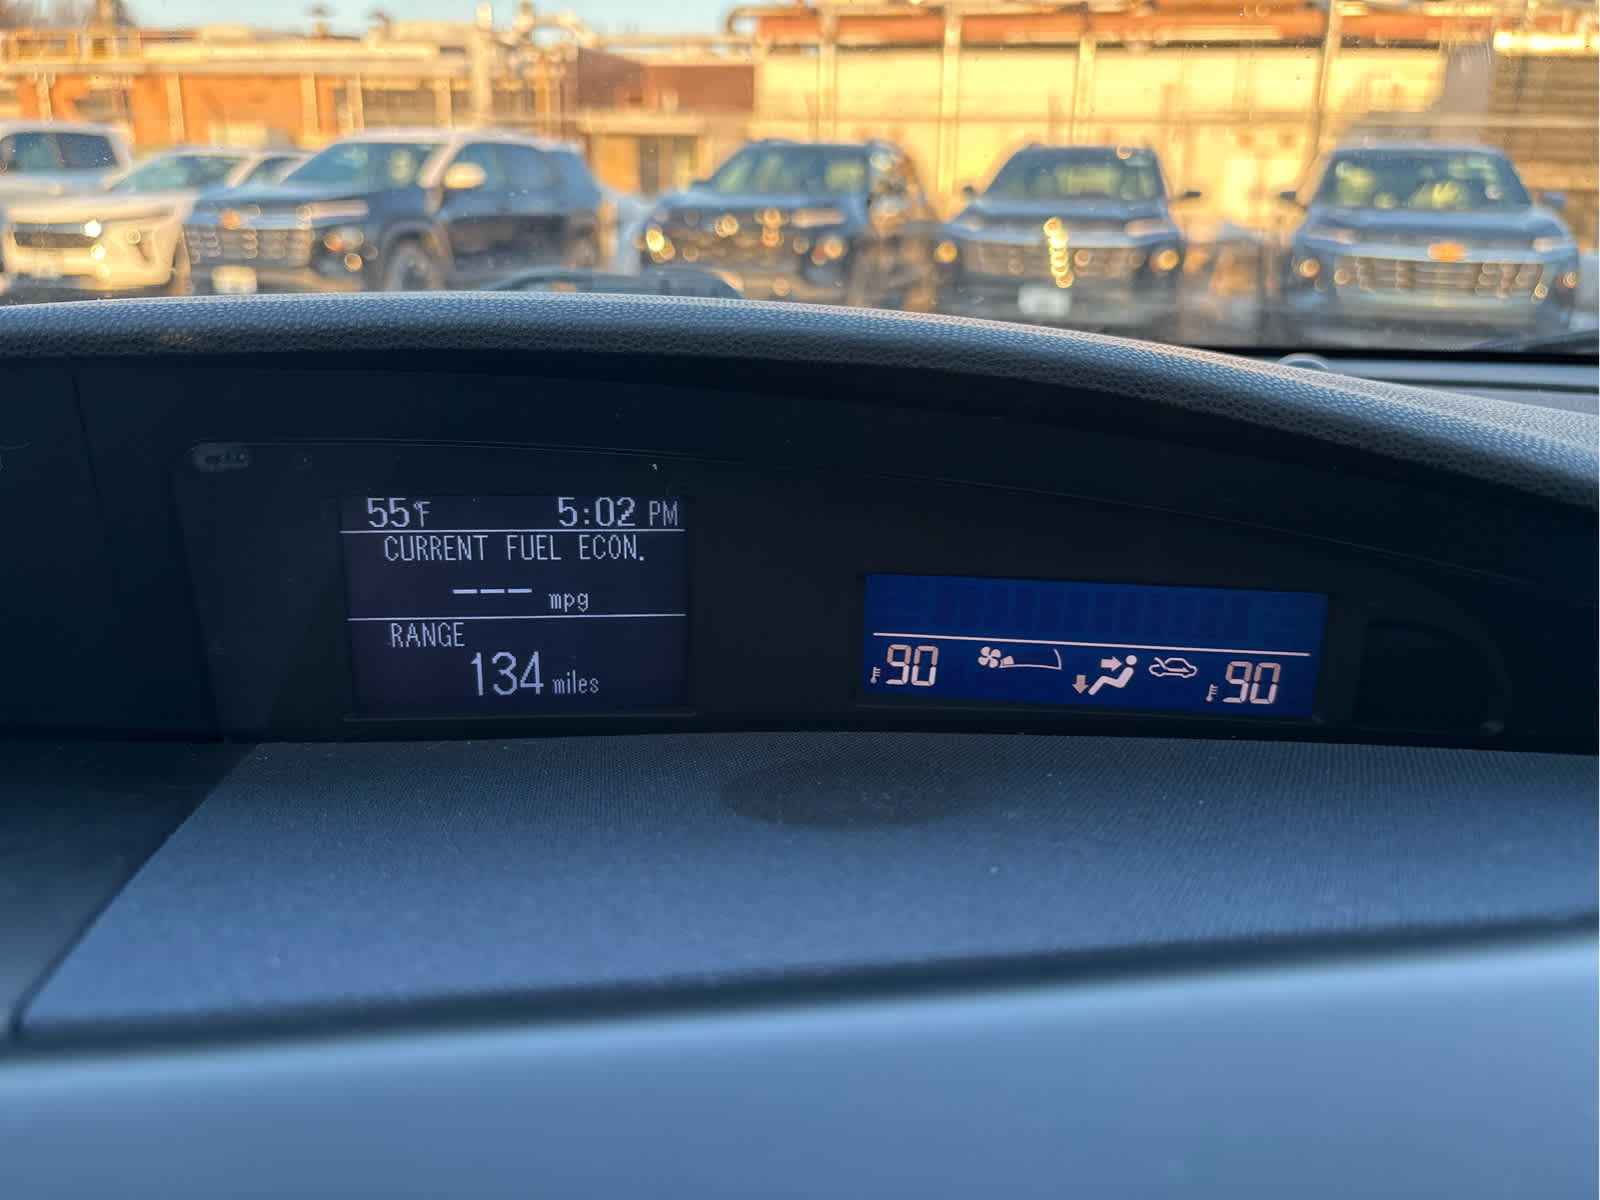 55°F 5:02 PM
CURRENT FUEL ECON.
--- mpg
RANGE
134 miles
90 90